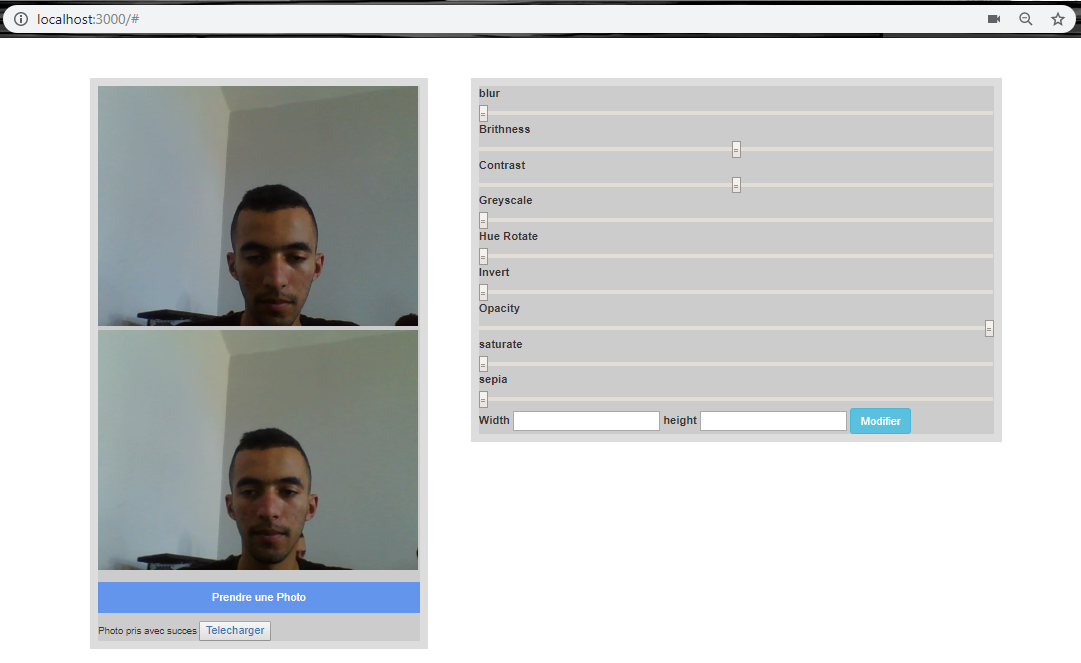 localhost:3000/#
Prendre une Photo
Photo pris avec succes Telecharger
blur
Brithness
Contrast
Greyscale
Hue Rotate
Invert
Opacity
saturate
sepia
Width height Modifier